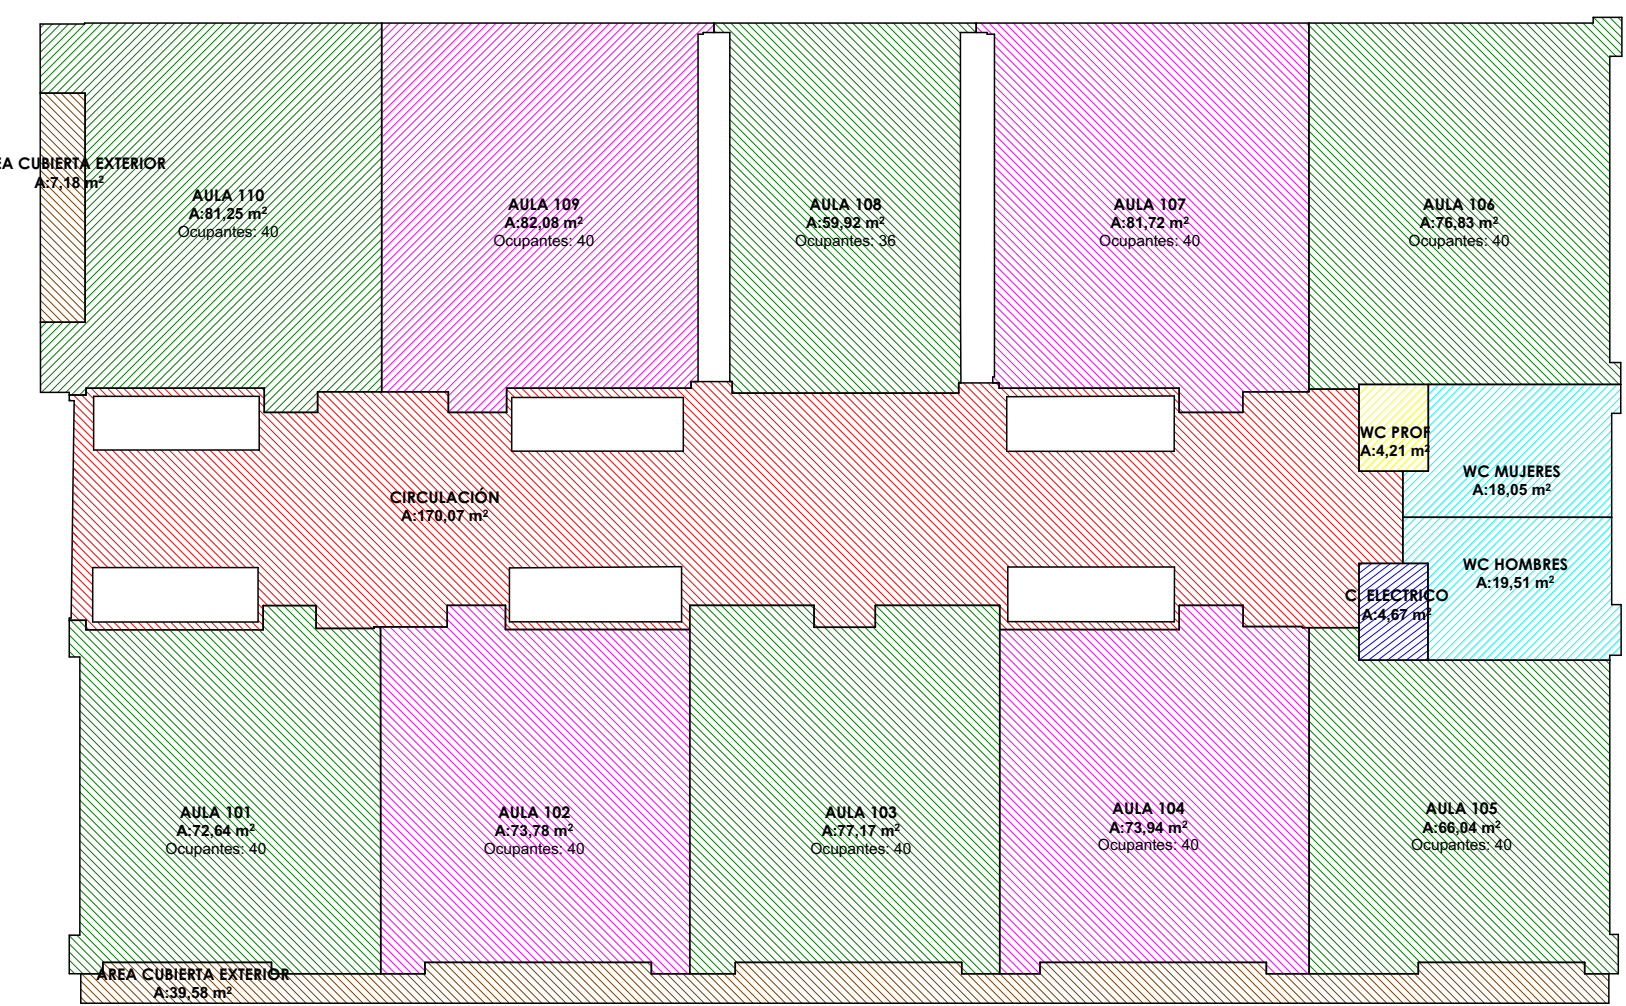 EA CUBIERTA EXTERIOR
A:7,18 m²
AULA 110
A:81,25 m²
Ocupantes: 40
AULA 109
A:82,08 m²
Ocupantes: 40
AULA 108
A:59,92 m²
Ocupantes: 36
AULA 107
A:81,72 m²
Ocupantes: 40
AULA 106
A:76,83 m²
Ocupantes: 40
WC PROF
A:4,21 m²
WC MUJERES
A:18,05 m²
CIRCULACIÓN
A:170,07 m²
WC HOMBRES
A:19,51 m²
C. ELECTRICO
A:4,67 m²
AULA 101
A:72,64 m²
Ocupantes: 40
AULA 102
A:73,78 m²
Ocupantes: 40
AULA 103
A:77,17 m²
Ocupantes: 40
AULA 104
A:73,94 m²
Ocupantes: 40
AULA 105
A:66,04 m²
Ocupantes: 40
ÁREA CUBIERTA EXTERIOR
A:39,58 m²